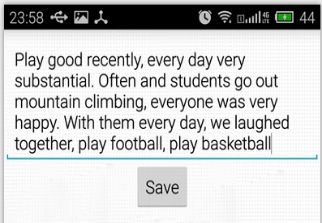 23:58 44
Play good recently, every day very
substantial. Often and students go out
mountain climbing, everyone was very
happy. With them every day, we laughed
together, play football, play basketball
Save